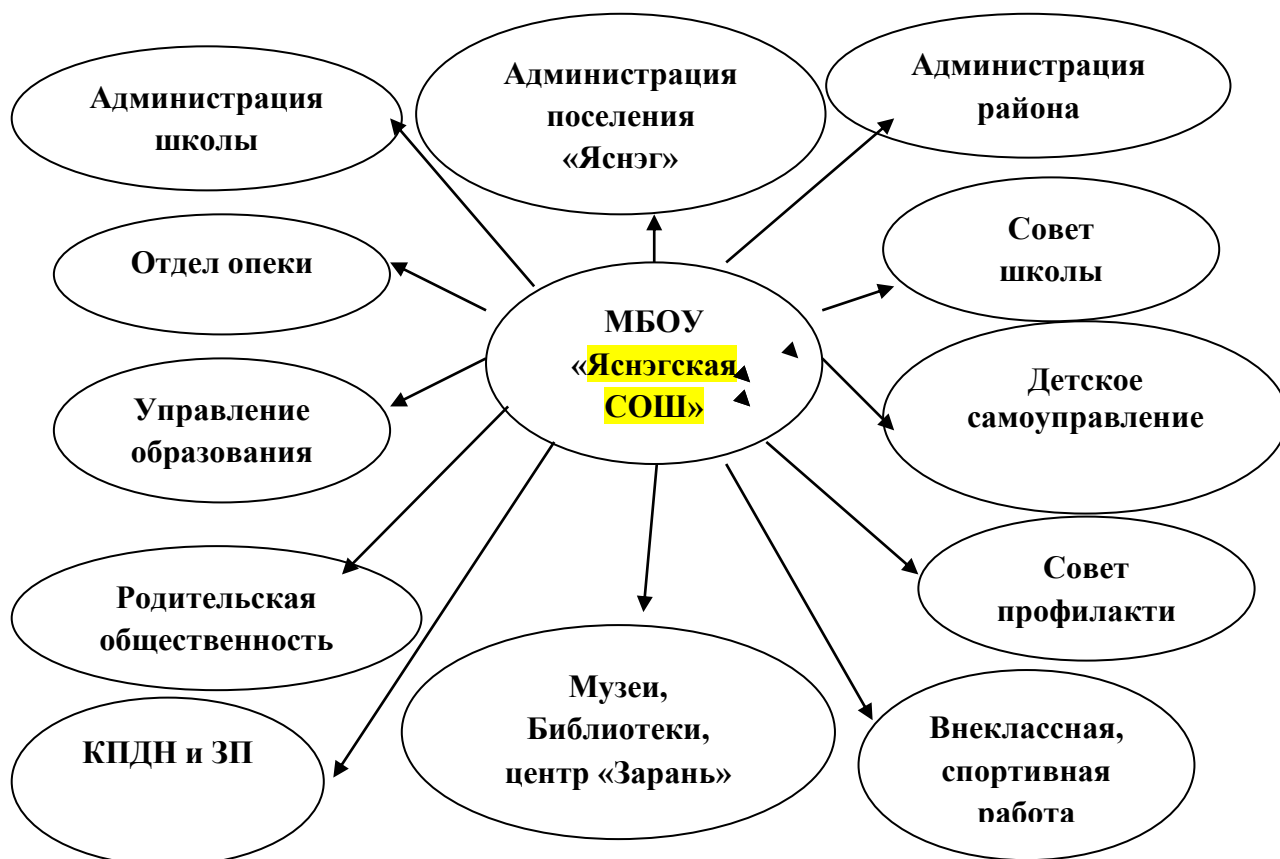 Администрация
школы
Администрация
поселения
«Яснэг»
Администрация
района
Отдел опеки
Совет
школы
МБОУ
«Яснэгская
СОШ»
Управление
образования
Детское
самоуправление
Родительская
общественность
Совет
профилакти
КПДН и ЗП
Музеи,
Библиотеки,
центр «Зарань»
Внеклассная,
спортивная
работа